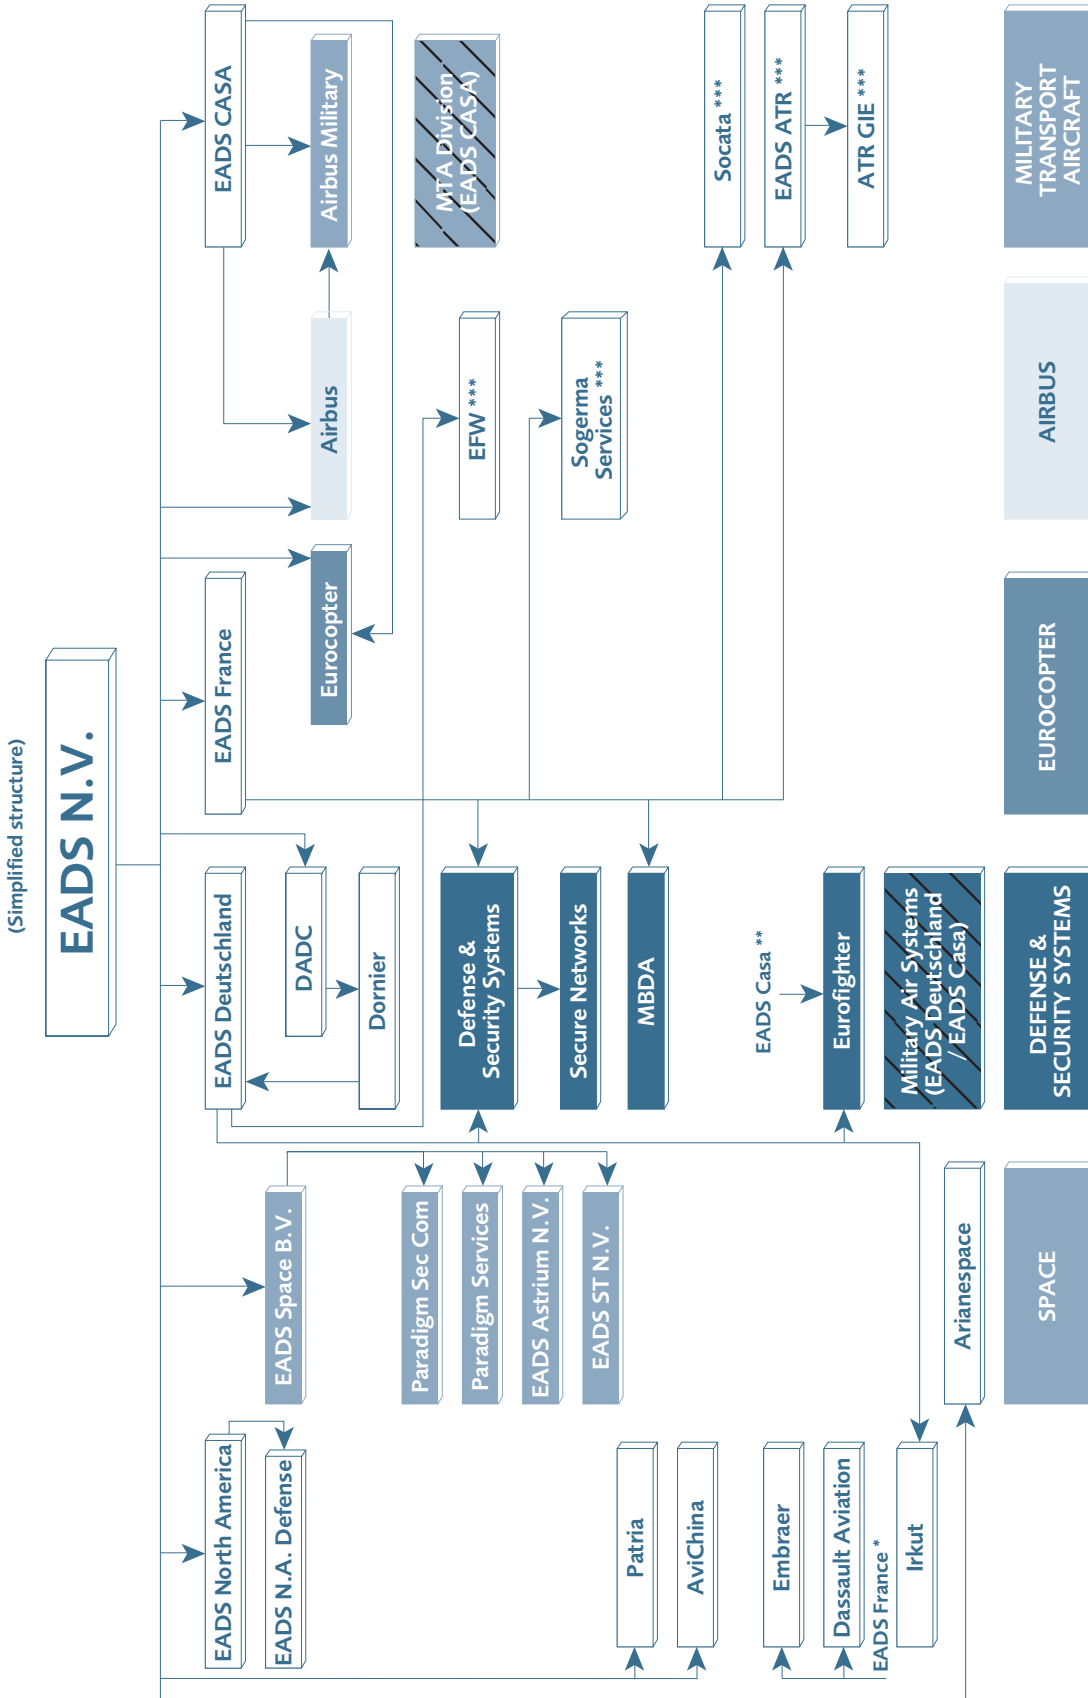 (Simplified structure)
EADS N.V.
EADS North America
EADS N.A. Defense
EADS Space B.V.
Paradigm Sec Com
Paradigm Services
EADS Astrium N.V.
EADS ST N.V.
EADS Deutschland
DADC
Dornier
EADS France
EADS CASA
Eurocopter
Airbus
Airbus Military
MTA Division
(EADS CASA)
Defense &
Security Systems
Secure Networks
MBDA
EFW ***
Sogerma
Services ***
Socata ***
EADS ATR ***
ATR GIE ***
Patria
AviChina
Embraer
Dassault Aviation
EADS France *
Irkut
Arianespace
EADS Casa **
Eurofighter
Military Air Systems
(EADS Deutschland
/ EADS Casa)
SPACE
DEFENSE &
SECURITY SYSTEMS
EUROCOPTER
AIRBUS
MILITARY
TRANSPORT
AIRCRAFT